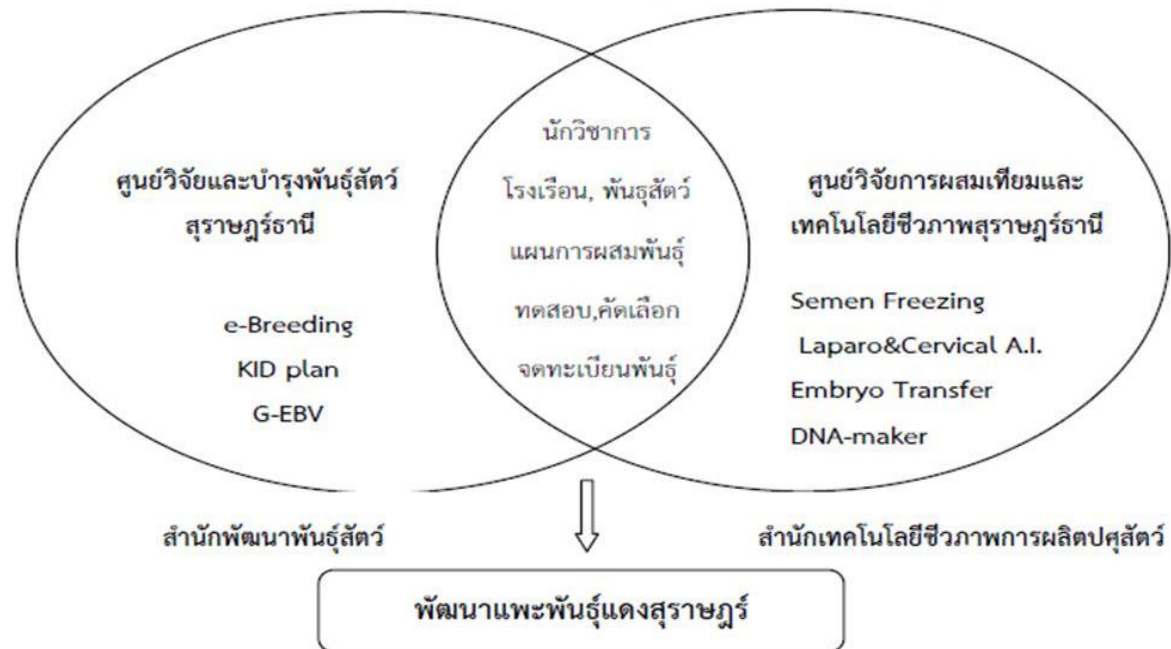 ศูนย์วิจัยและบำรุงพันธุ์สัตว์
สุราษฎร์ธานี
e-Breeding
KID plan
G-EBV
นักวิชาการ
โรงเรือน, พันธุสัตว์
แผนการผสมพันธุ์
ทดสอบ,คัดเลือก
จดทะเบียนพันธุ์
ศูนย์วิจัยการผสมเทียมและ
เทคโนโลยีชีวภาพสุราษฎร์ธานี
Semen Freezing
Laparo&Cervical A.I.
Embryo Transfer
DNA-maker
สำนักพัฒนาพันธุ์สัตว์
สำนักเทคโนโลยีชีวภาพการผลิตปศุสัตว์
พัฒนาแพะพันธุ์แดงสุราษฎร์